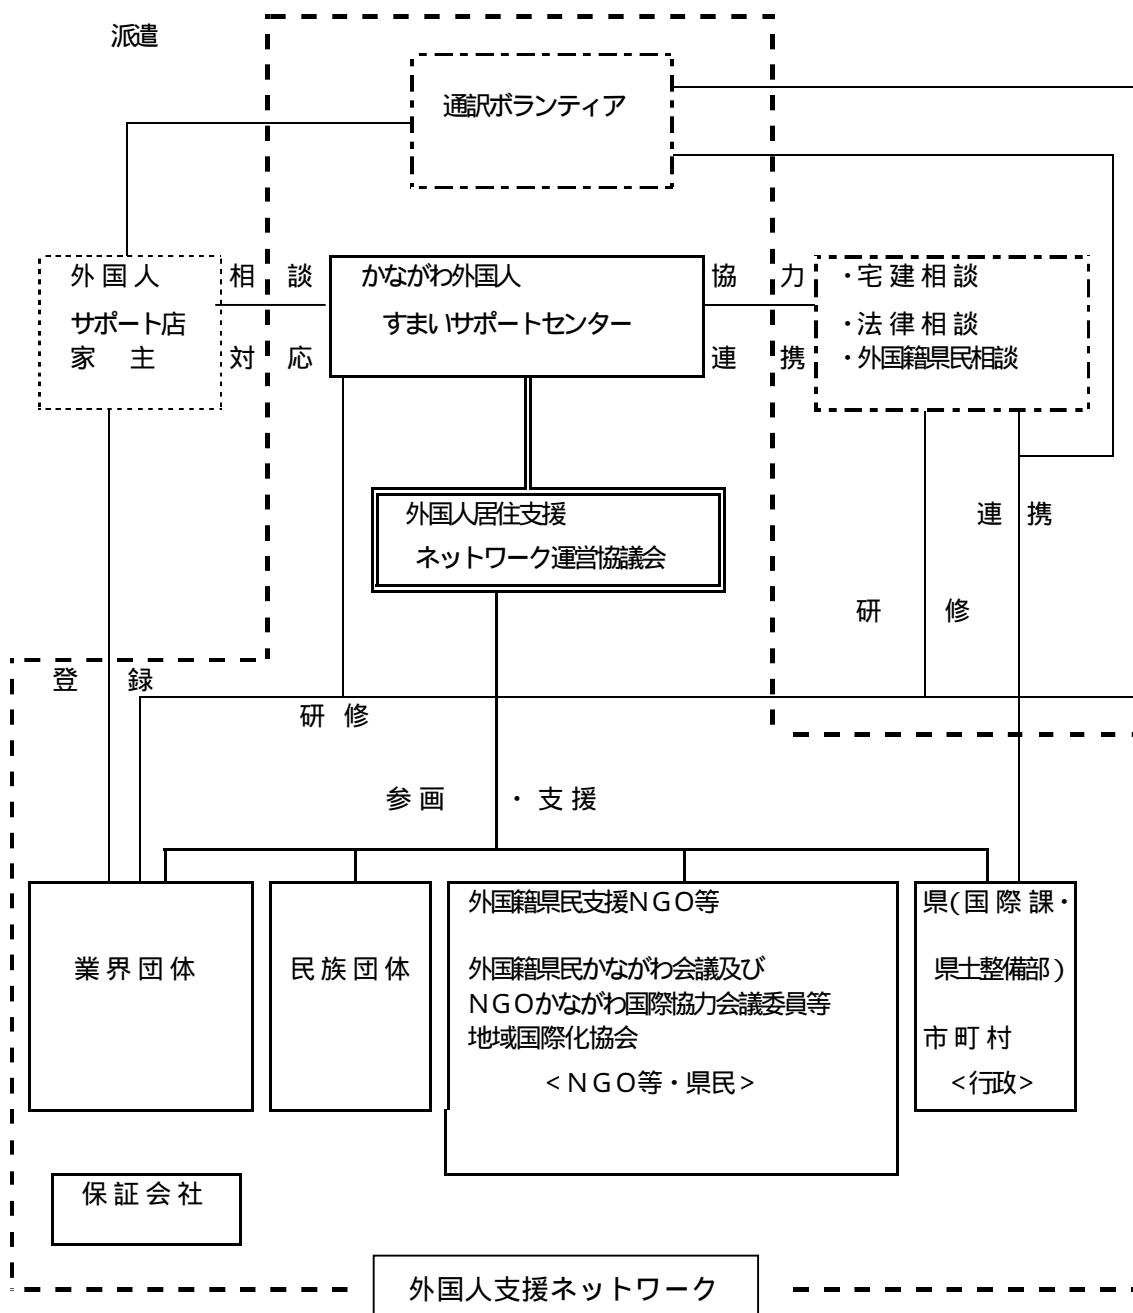 派遣
通訳ボランティア
外国人
サポート店
家主
相談
対応
かながわ外国人
すまいサポートセンター
協力
連携
・宅建相談
・法律相談
・外国籍県民相談
外国人居住支援
ネットワーク運営協議会
連携
研修
登録
研修
参画・支援
業界団体
民族団体
外国籍県民支援NGO等
外国籍県民かながわ会議及び
NGOかながわ国際協力会議委員等
地域国際化協会
<NGO等・県民>
県(国際課・
県土整備部)
市町村
<行政>
保証会社
外国人支援ネットワーク